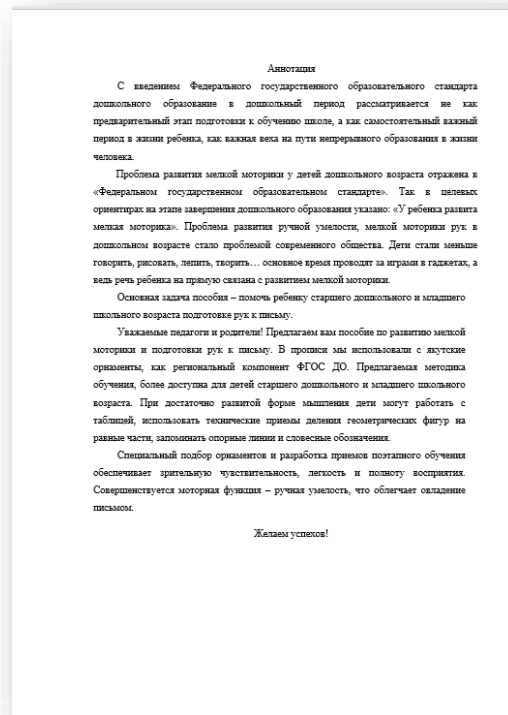 Аннотация
С введением Федерального государственного образовательного стандарта
дошкольного образование в дошкольный период рассматривается не как
предварительный этап подготовки к обучению школе, а как самостоятельный важный
период в жизни ребенка, как важная веха на пути непрерывного образования в жизни
человека.
Проблема развития мелкой моторики у детей дошкольного возраста отражена в
«Федеральном государственном образовательном стандарте». Так в целевых
ориентирах на этапе завершения дошкольного образования указано: «У ребенка развита
мелкая моторика». Проблема развития ручной умелости, мелкой моторики рук в
дошкольном возрасте стало проблемой современного общества. Дети стали меньше
говорить, рисовать, лепить, творить… основное время проводят за играми в гаджетах, а
ведь речь ребенка на прямую связана с развитием мелкой моторики.
Основная задача пособия – помочь ребенку старшего дошкольного и младшего
школьного возраста подготовке рук к письму.
Уважаемые педагоги и родители! Предлагаем вам пособие по развитию мелкой
моторики и подготовки рук к письму. В прописи мы использовали с якутские
орнаменты, как региональный компонент ФГОС ДО. Предлагаемая методика
обучения, более доступна для детей старшего дошкольного и младшего школьного
возраста. При достаточно развитой форме мышления дети могут работать с
таблицей, использовать технические приемы деления геометрических фигур на
равные части, запоминать опорные линии и словесные обозначения.
Специальный подбор орнаментов и разработка приемов поэтапного обучения
обеспечивает зрительную чувствительность, легкость и полноту восприятия.
Совершенствуется моторная функция – ручная умелость, что облегчает овладение
письмом.
Желаем успехов!